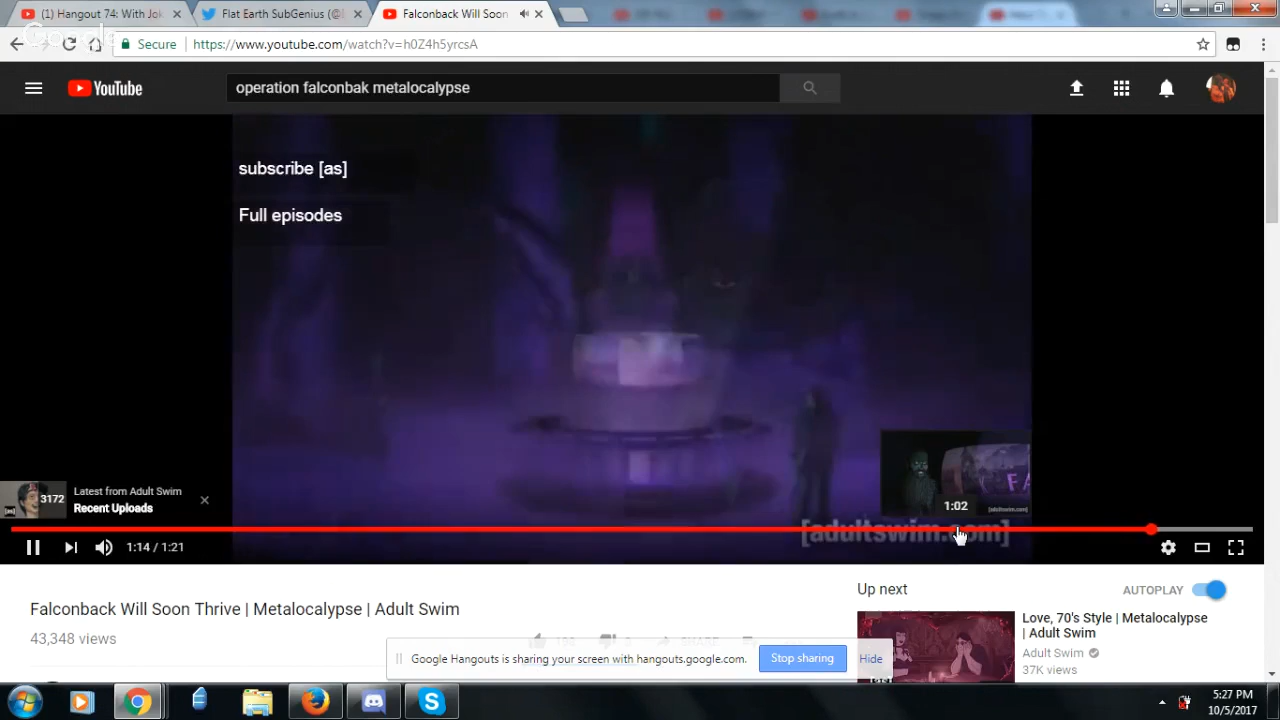 (1) Hangout 74: With Jok
Flat Earth SubGenius (@
Falconback Will Soon
Secure
https://www.youtube.com/watch?v=h0Z4h5yrcsA
YouTube
operation falconbak metalocalypse
subscribe [as]
Full episodes
3172
Latest from Adult Swim
Recent Uploads
1:02
[adultswim.com]
1:14 / 1:21
Falconback Will Soon Thrive | Metalocalypse | Adult Swim
43,348 views
SHARE
Up next
AUTOPLAY
Love, 70's Style | Metalocalypse
| Adult Swim
Adult Swim
37K views
Google Hangouts is sharing your screen with hangouts.google.com.
Stop sharing
Hide
5:27 PM
10/5/2017